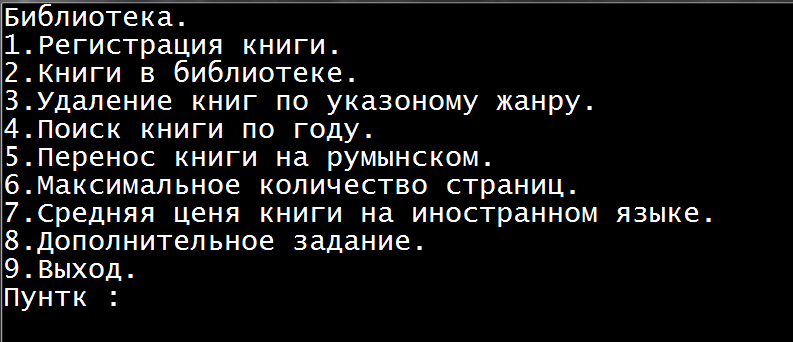 Библиотека.
1.Регистрация книги.
2.Книги в библиотеке.
3.Удаление книг по указоному жанру.
4.Поиск книги по году.
5.Перенос книги на румынском.
6.Максимальное количество страниц.
7.Средняя ценя книги на иностранном языке.
8.Дополнительное задание.
9.Выход.
Пунтк :